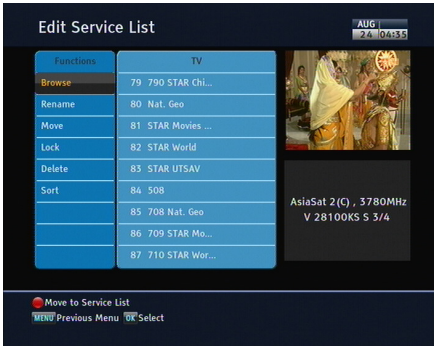 Edit Service List
AUG
24 04:35
Functions
Browse
Rename
Move
Lock
Delete
Sort
TV
79 790 STAR Chi...
80 Nat. Geo
81 STAR Movies ...
82 STAR World
83 STAR UTSAV
84 508
85 708 Nat. Geo
86 709 STAR Mo...
87 710 STAR Wor...
AsiaSat 2(C) , 3780MHz
V 28100KS S 3/4
Move to Service List
MENU Previous Menu OK Select